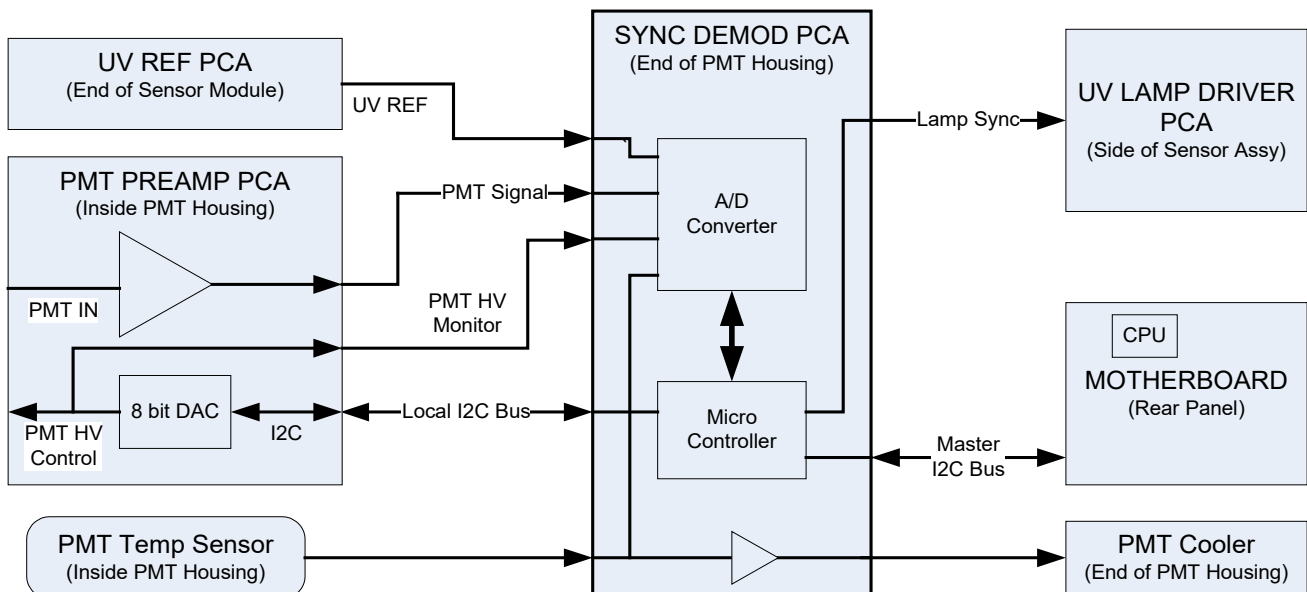 UV REF PCA
(End of Sensor Module)
UV REF
PMT PREAMP PCA
(Inside PMT Housing)
PMT Signal
PMT IN
PMT HV
Monitor
8 bit DAC
I2C
PMT HV
Control
Local I2C Bus
PMT Temp Sensor
(Inside PMT Housing)
SYNC DEMOD PCA
(End of PMT Housing)
A/D
Converter
Micro
Controller
Lamp Sync
UV LAMP DRIVER
PCA
(Side of Sensor Assy)
CPU
MOTHERBOARD
(Rear Panel)
Master
I2C Bus
PMT Cooler
(End of PMT Housing)